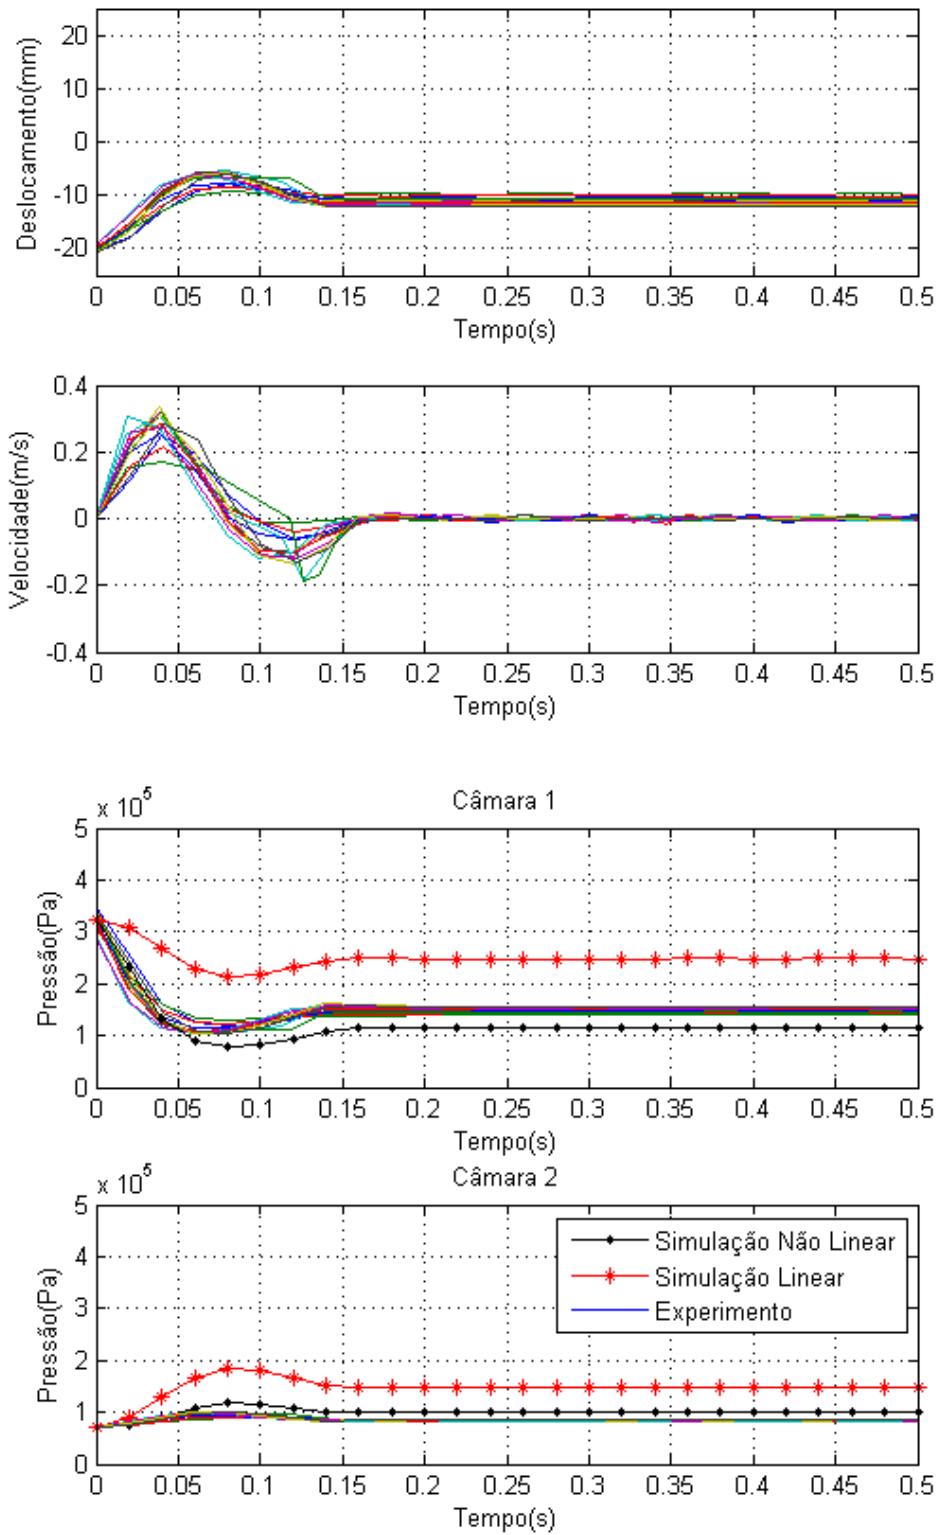 Deslocamento(mm)
20
10
0
-10
-20
0 0.05 0.1 0.15 0.2 0.25 0.3 0.35 0.4 0.45 0.5
Tempo(s)
Velocidade(m/s)
0.4
0.2
0
-0.2
-0.4
0 0.05 0.1 0.15 0.2 0.25 0.3 0.35 0.4 0.45 0.5
Tempo(s)
x 10^5
Câmara 1
Pressão(Pa)
5
4
3
2
1
0
0 0.05 0.1 0.15 0.2 0.25 0.3 0.35 0.4 0.45 0.5
Tempo(s)
x 10^5
Câmara 2
Pressão(Pa)
5
4
3
2
1
0
Simulação Não Linear
Simulação Linear
Experimento
0 0.05 0.1 0.15 0.2 0.25 0.3 0.35 0.4 0.45 0.5
Tempo(s)